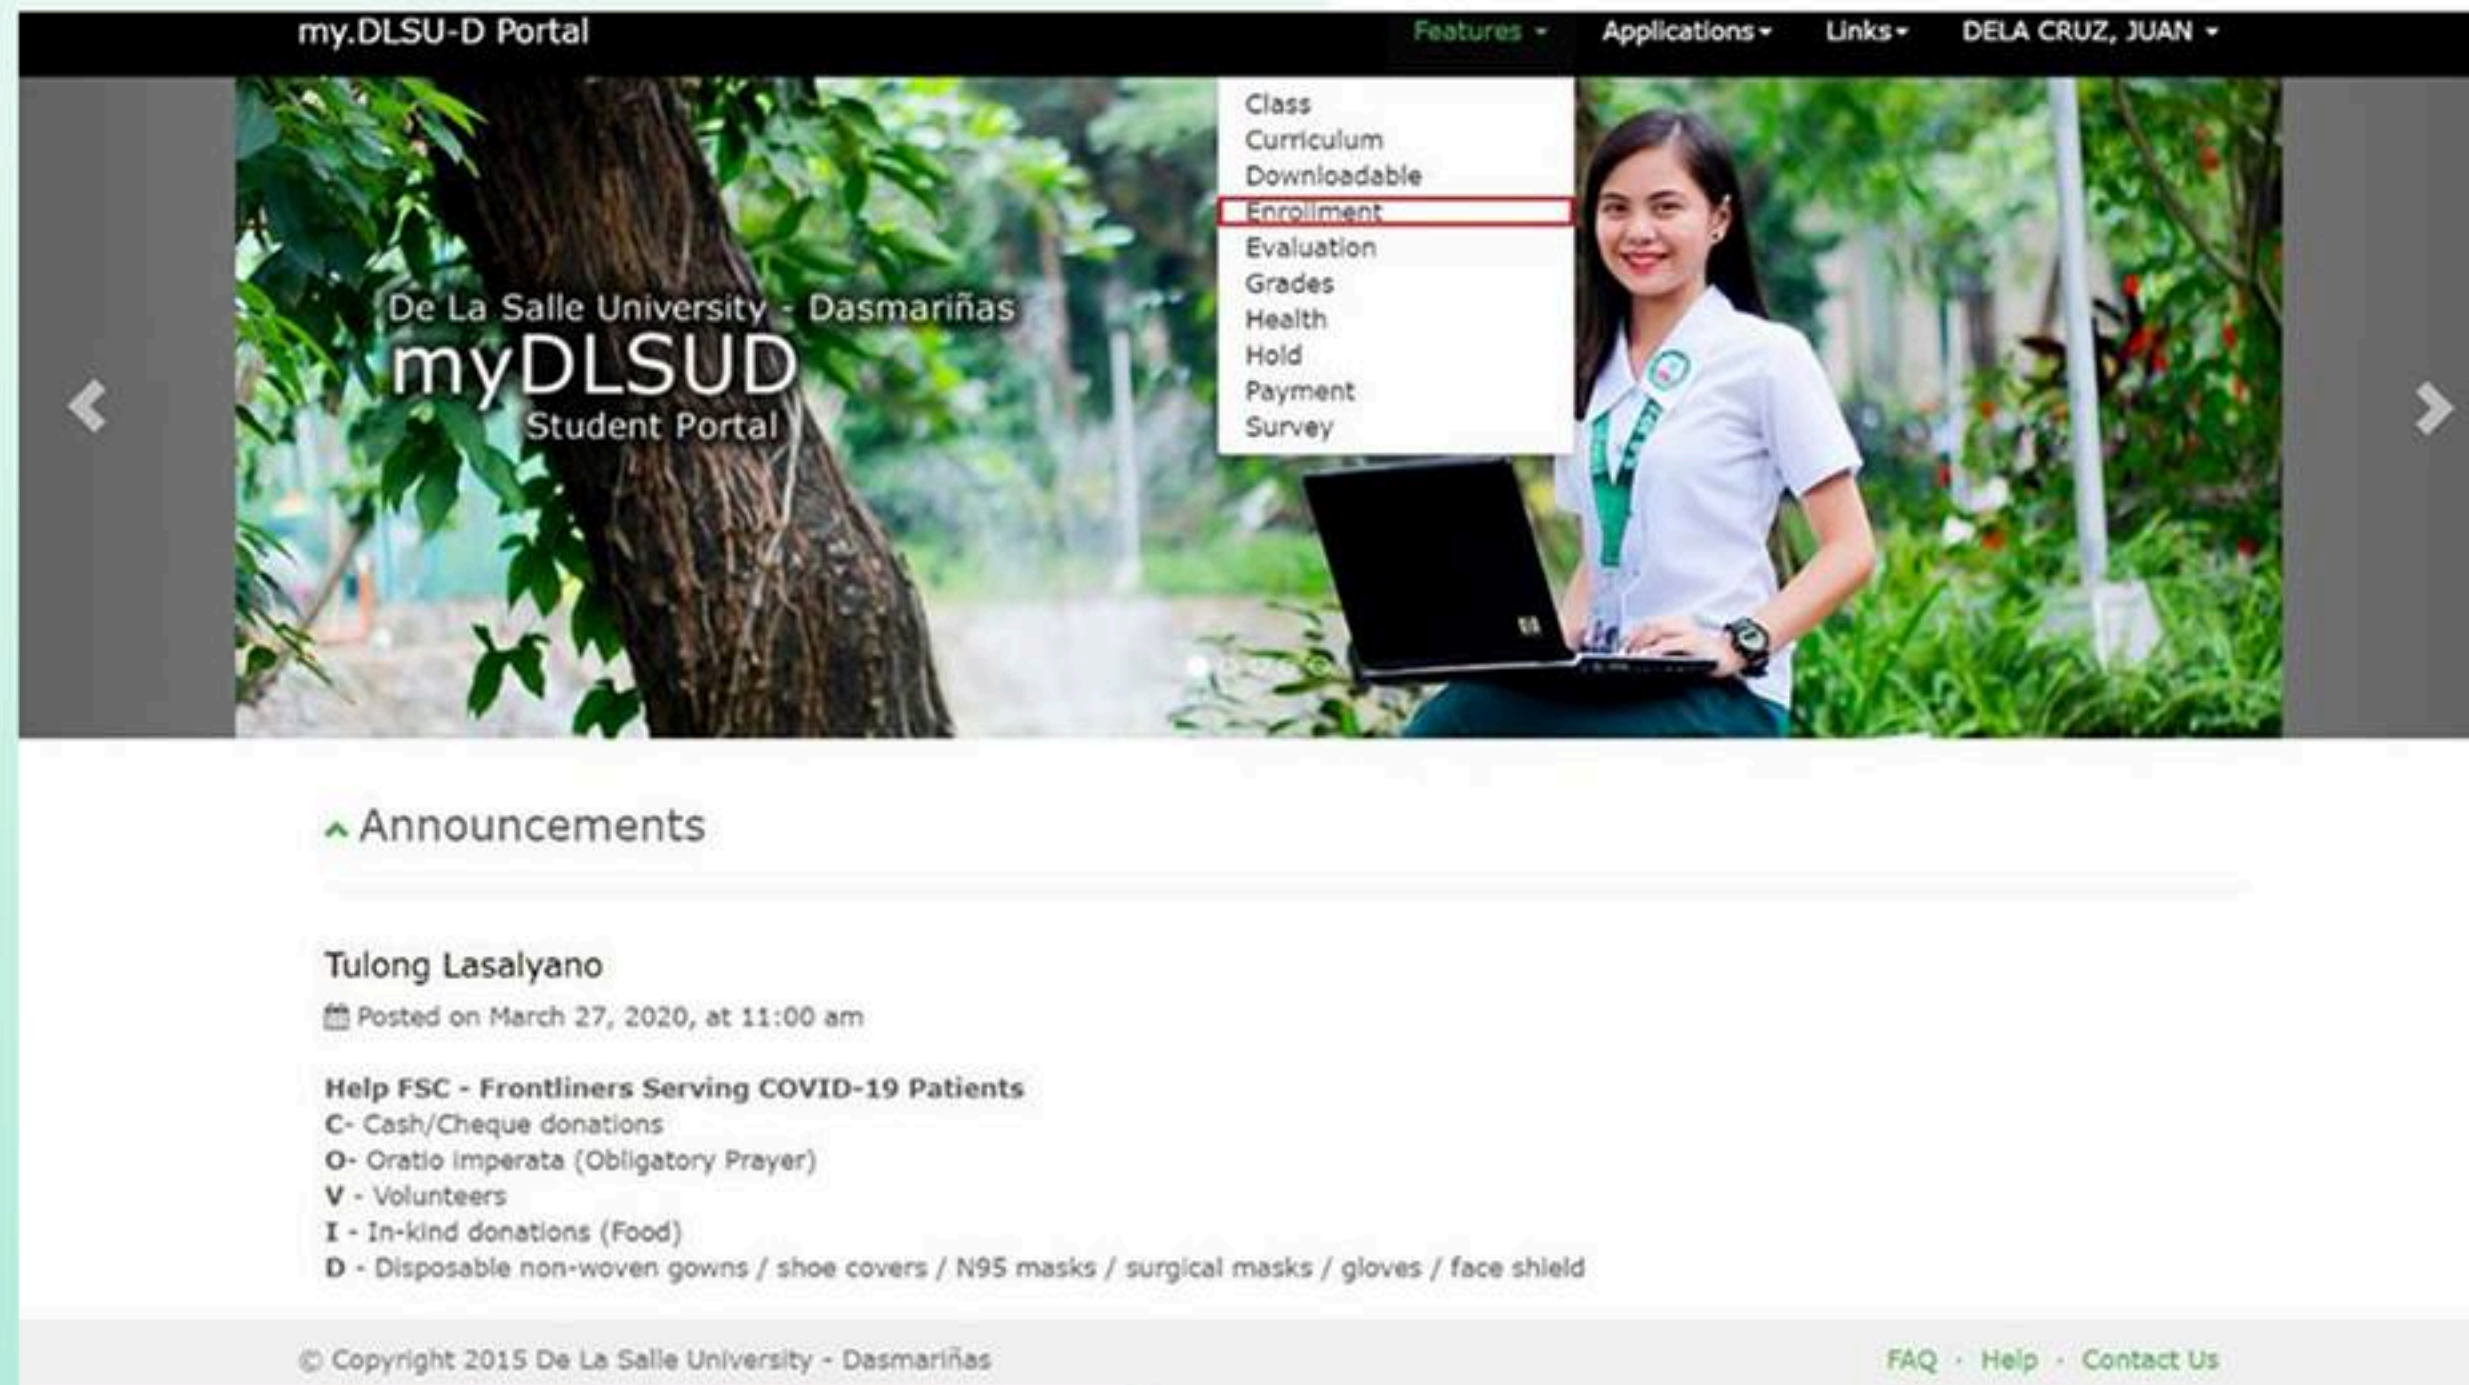 my.DLSU-D Portal
Features
Applications
Links
DELA CRUZ, JUAN
Class
Curriculum
Downloadable
Enrollment
Evaluation
Grades
Health
Hold
Payment
Survey
De La Salle University - Dasmariñas
myDLSUD
Student Portal
hp
Announcements
Tulong Lasalyano
Posted on March 27, 2020, at 11:00 am
Help FSC - Frontliners Serving COVID-19 Patients
C- Cash/Cheque donations
O- Oratio imperata (Obligatory Prayer)
V - Volunteers
I - In-kind donations (Food)
D - Disposable non-woven gowns / shoe covers / N95 masks / surgical masks / gloves / face shield
© Copyright 2015 De La Salle University - Dasmariñas
FAQ · Help · Contact Us